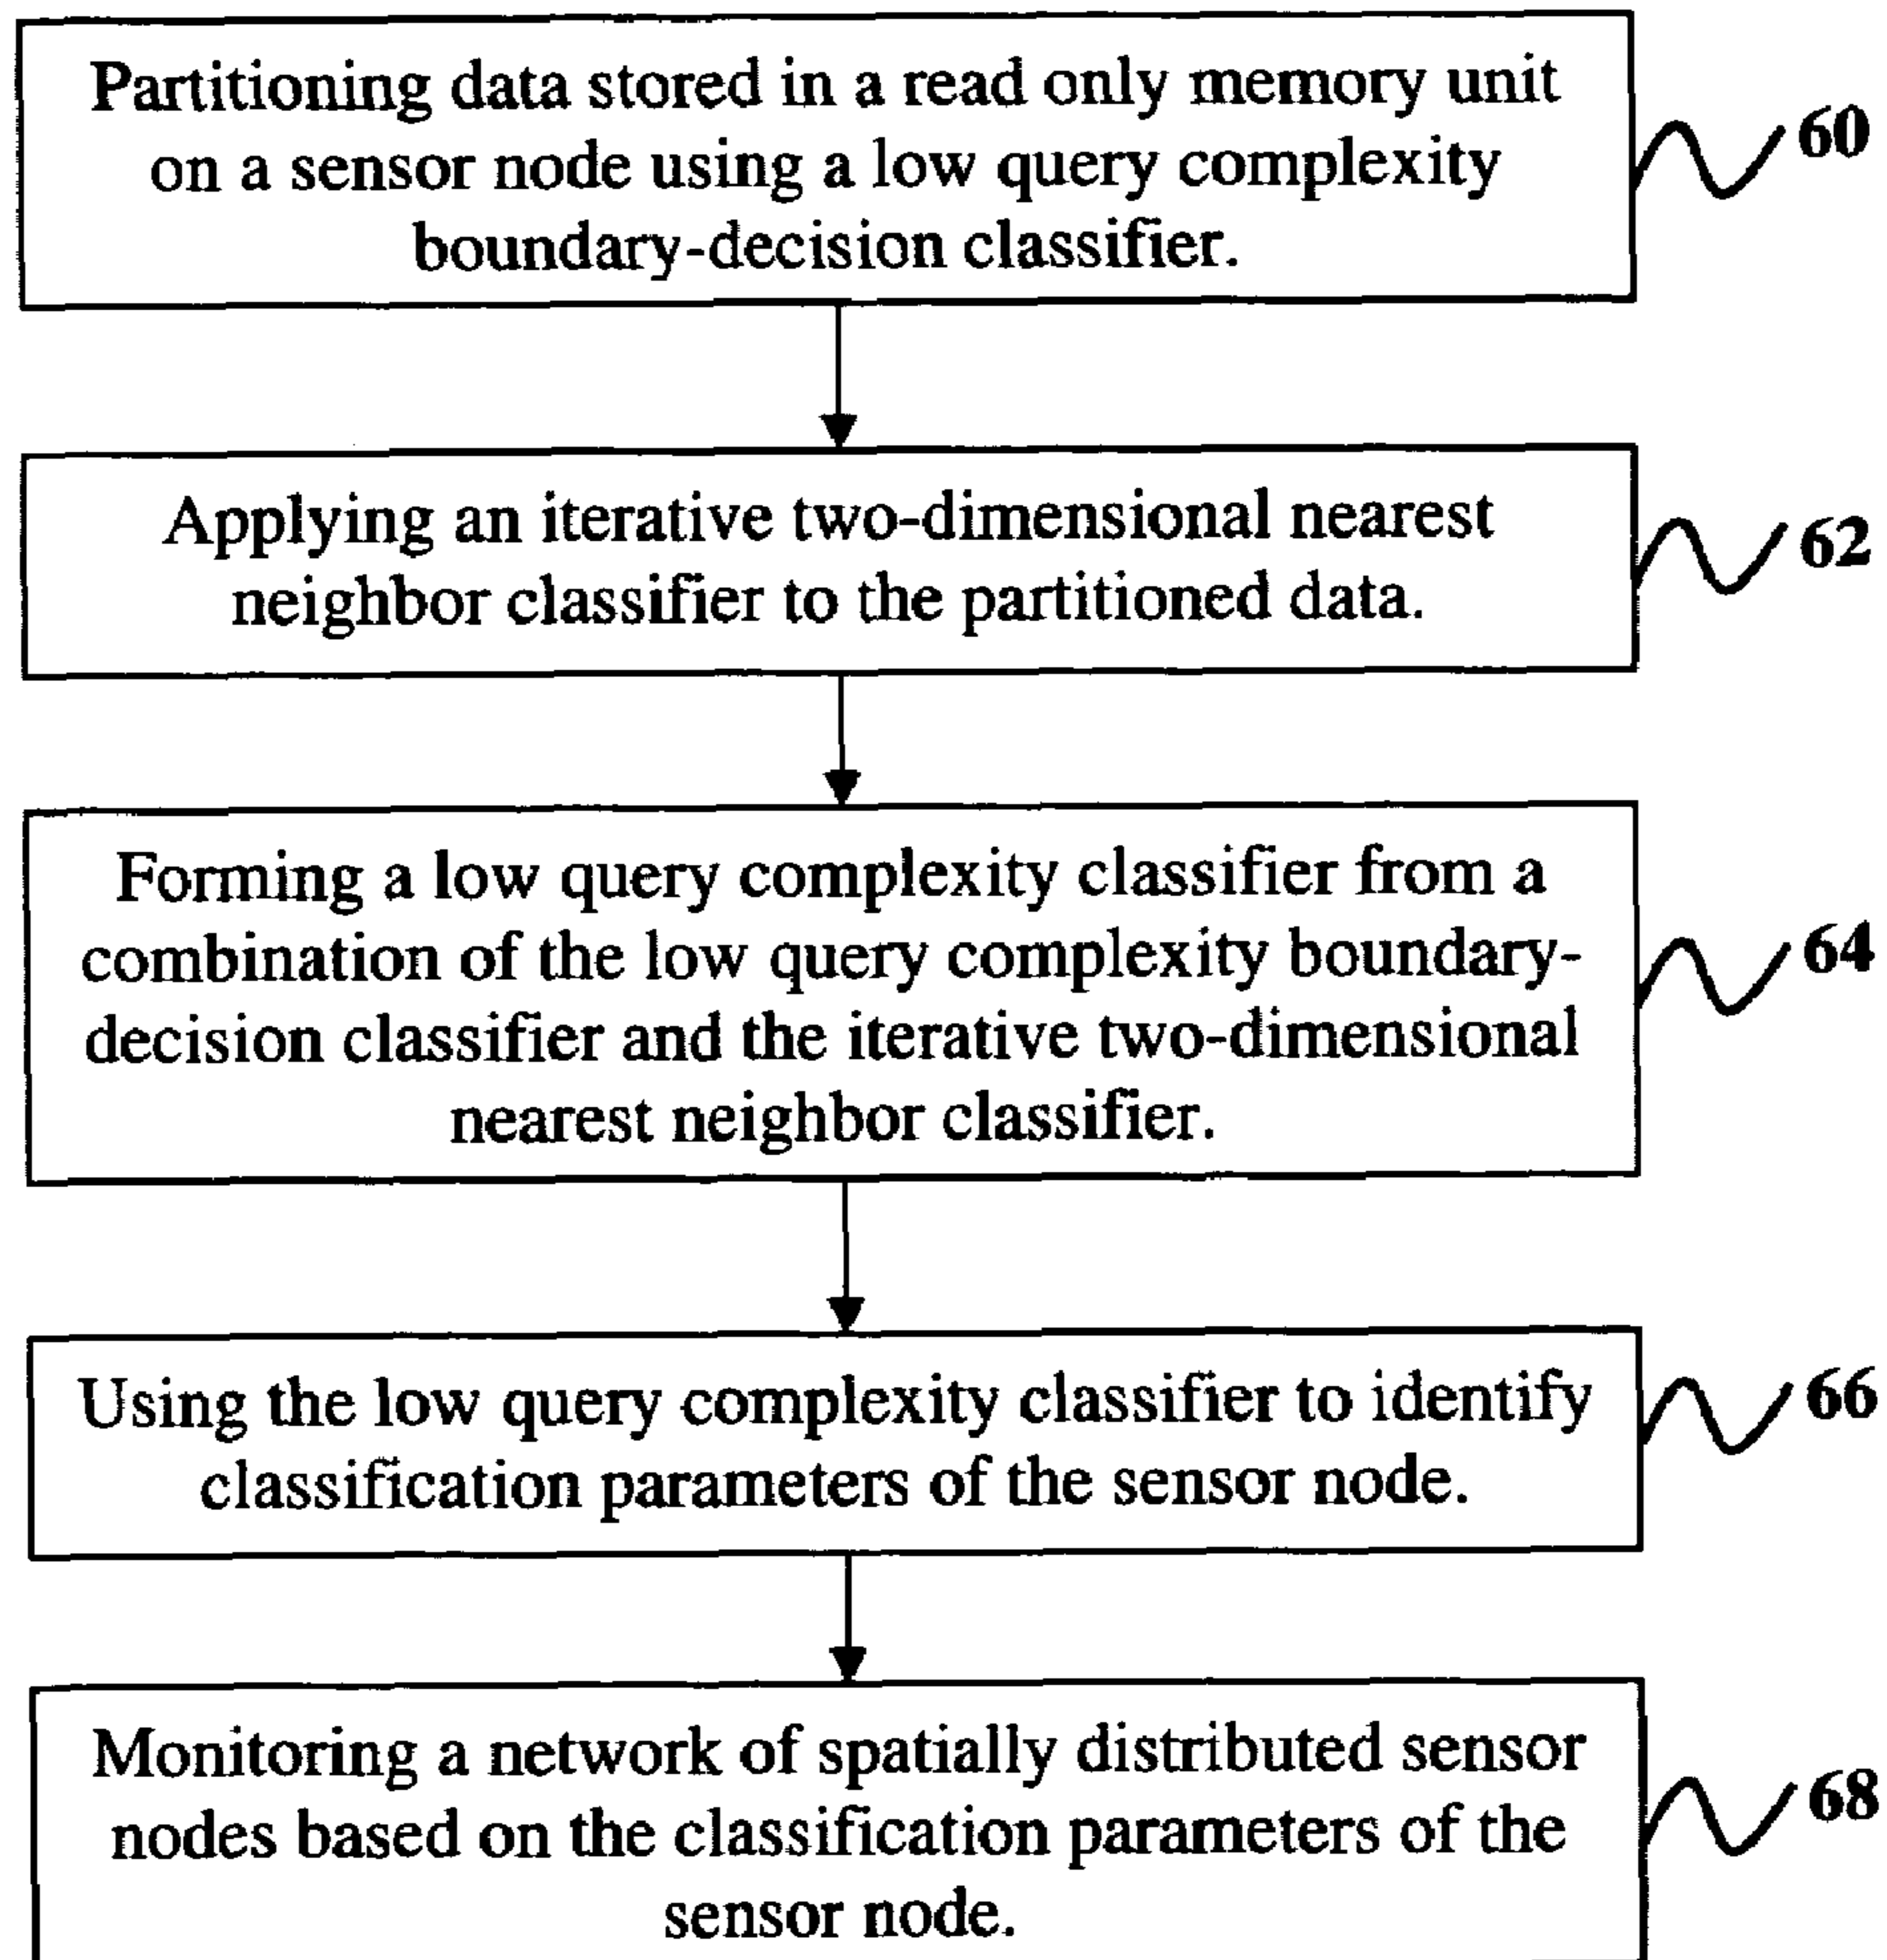 Partitioning data stored in a read only memory unit
on a sensor node using a low query complexity
boundary-decision classifier.
60
Applying an iterative two-dimensional nearest
neighbor classifier to the partitioned data.
62
Forming a low query complexity classifier from a
combination of the low query complexity boundary-
decision classifier and the iterative two-dimensional
nearest neighbor classifier.
64
Using the low query complexity classifier to identify
classification parameters of the sensor node.
66
Monitoring a network of spatially distributed sensor
nodes based on the classification parameters of the
sensor node.
68